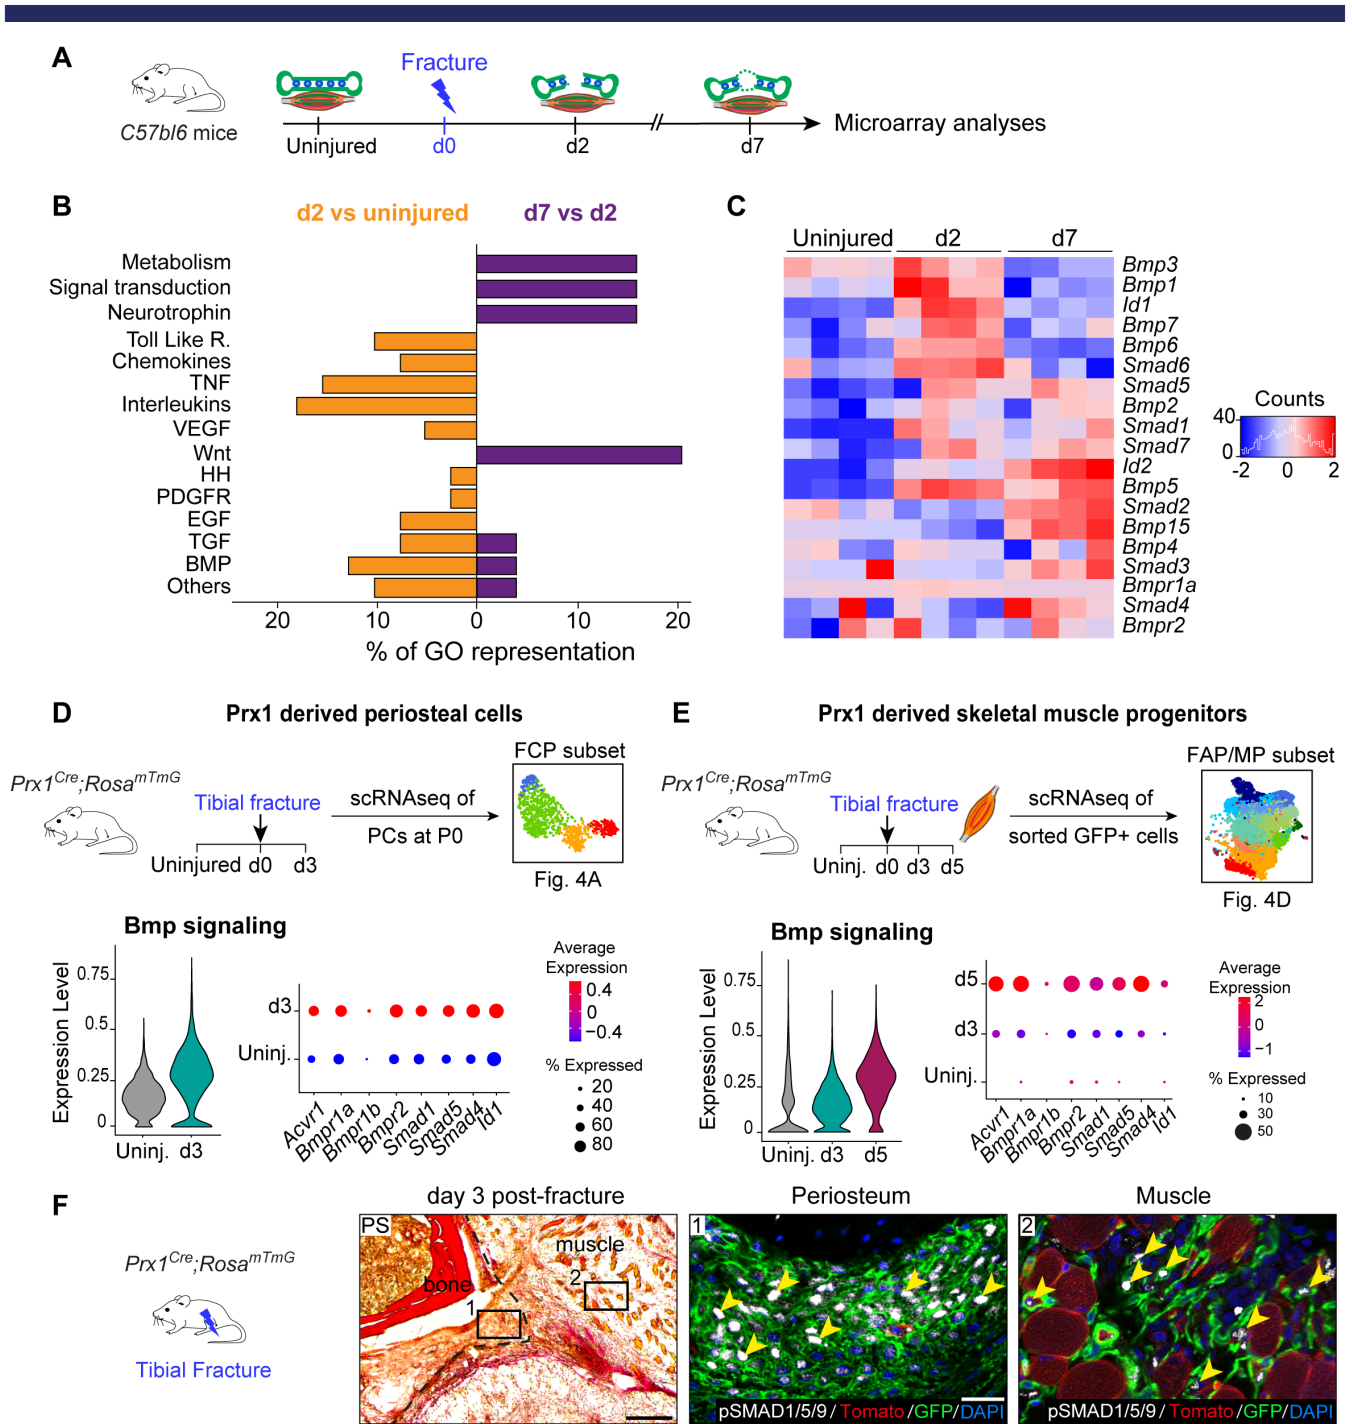 A
C57bl6 mice
Fracture
Uninjured
d0
d2
d7
Microarray analyses
B
d2 vs uninjured
d7 vs d2
Metabolism
Signal transduction
Neurotrophin
Toll Like R.
Chemokines
TNF
Interleukins
VEGF
Wnt
HH
PDGFR
EGF
TGF
BMP
Others
20 10 0 10 20
% of GO representation
C
Uninjured d2 d7
Bmp3
Bmp1
Id1
Bmp7
Bmp6
Smad6
Smad5
Bmp2
Smad1
Smad7
Id2
Bmp5
Smad2
Bmp15
Bmp4
Smad3
Bmpr1a
Smad4
Bmpr2
Counts
40
0
-2 0 2
D
Prx1 derived periosteal cells
Prx1Cre;RosamTmG
Tibial fracture
Uninjured d0 d3
scRNAseq of
PCs at P0
FCP subset
Fig. 4A
Bmp signaling
Expression Level
0.75
0.5
0.25
0
Uninj. d3
d3
Uninj.
Acvr1
Bmpr1a
Bmpr1b
Bmpr2
Smad1
Smad5
Smad4
Id1
Average
Expression
0.4
0
−0.4
% Expressed
20
40
60
80
E
Prx1 derived skeletal muscle progenitors
Prx1Cre;RosamTmG
Tibial fracture
Uninj. d0 d3 d5
scRNAseq of
sorted GFP+ cells
FAP/MP subset
Fig. 4D
Bmp signaling
Expression Level
0.75
0.5
0.25
0
Uninj. d3 d5
d5
d3
Uninj.
Acvr1
Bmpr1a
Bmpr1b
Bmpr2
Smad1
Smad5
Smad4
Id1
Average
Expression
2
0
−1
% Expressed
10
30
50
F
Prx1Cre;RosamTmG
Tibial Fracture
day 3 post-fracture
PS
muscle
bone
1
2
Periosteum
1
pSMAD1/5/9/Tomato/GFP/DAPI
Muscle
2
pSMAD1/5/9/Tomato/GFP/DAPI